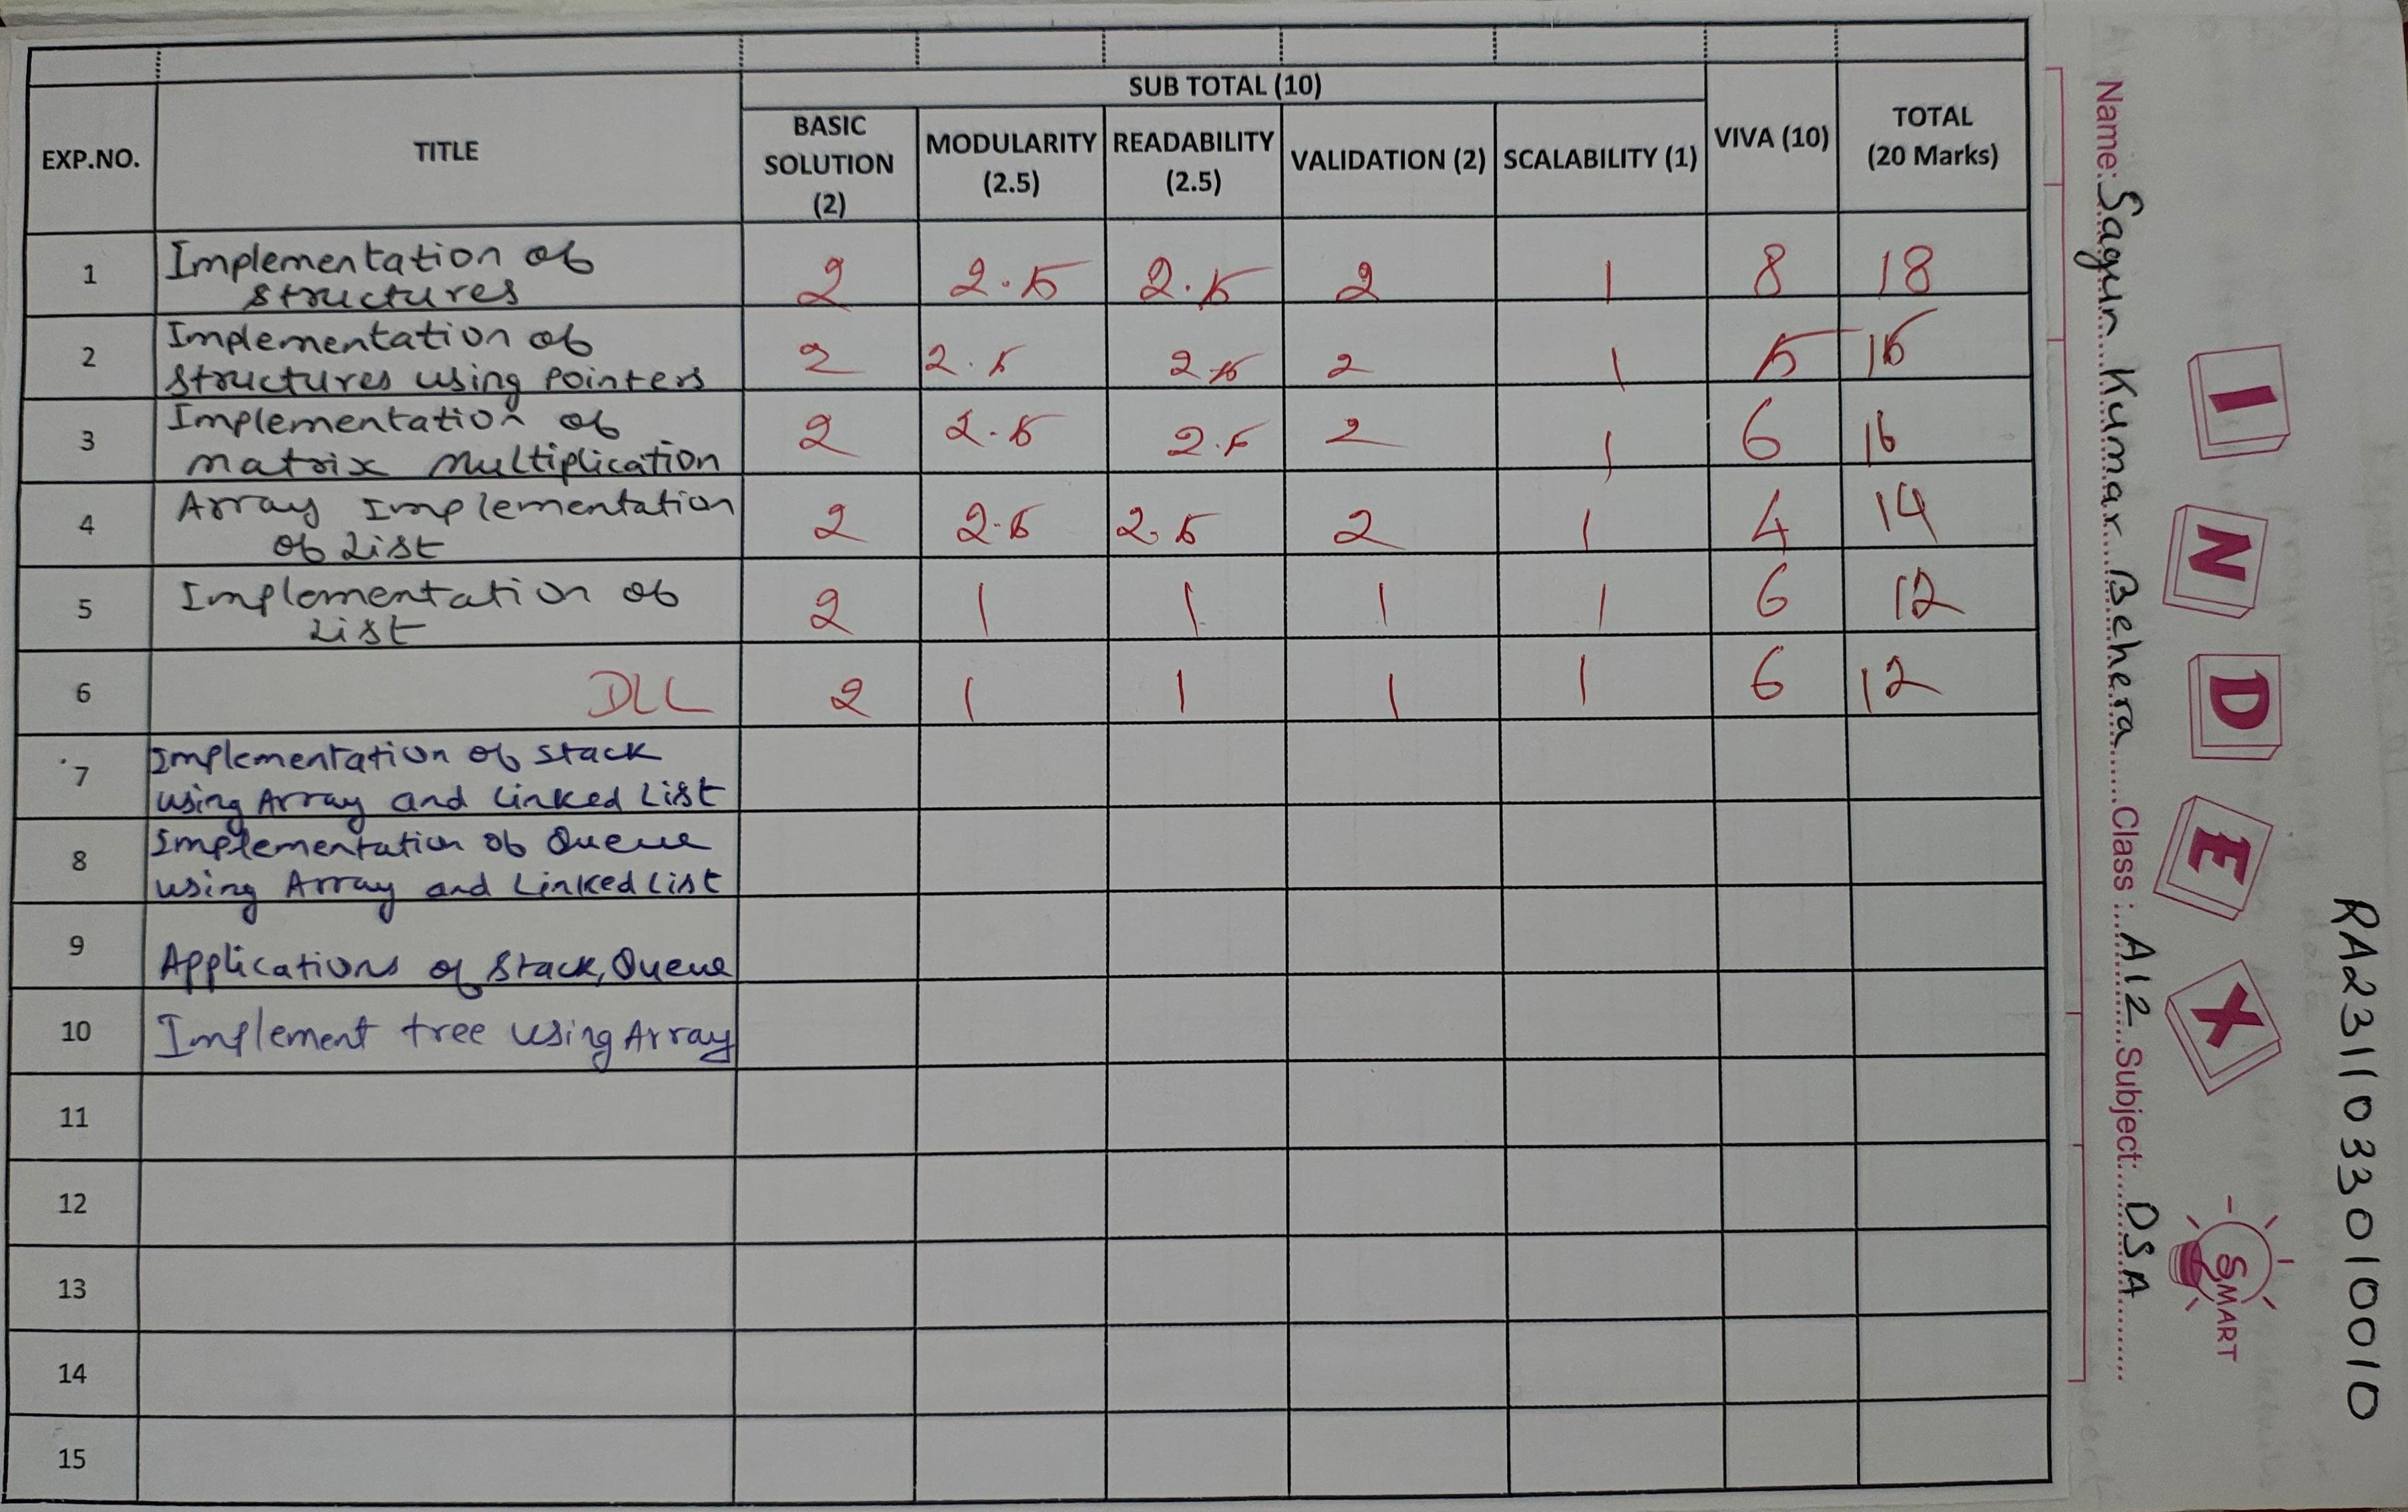 SUB TOTAL (10)
EXP.NO. TITLE BASIC SOLUTION (2) MODULARITY (2.5) READABILITY (2.5) VALIDATION (2) SCALABILITY (1) VIVA (10) TOTAL (20 Marks)
1 Implementation of structures 2 2.5 2.5 2 1 8 18
2 Implementation of structures using pointers 2 2.5 2.5 2 1 5 15
3 Implementation of matrix multiplication 2 2.5 2.5 2 1 6 16
4 Array Implementation of List 2 2.5 2.5 2 1 4 14
5 Implementation of List 2 1 1 1 1 6 12
6 DLL 2 1 1 1 1 6 12
7 Implementation of Stack using Array and Linked List
8 Implementation of Queue using Array and Linked List
9 Applications of Stack, Queue
10 Implement tree using Array
11
12
13
14
15
Name: Sagun Kumar Behera Class: A12 Subject: DSA
INDEX
SMART
RA2311033010010